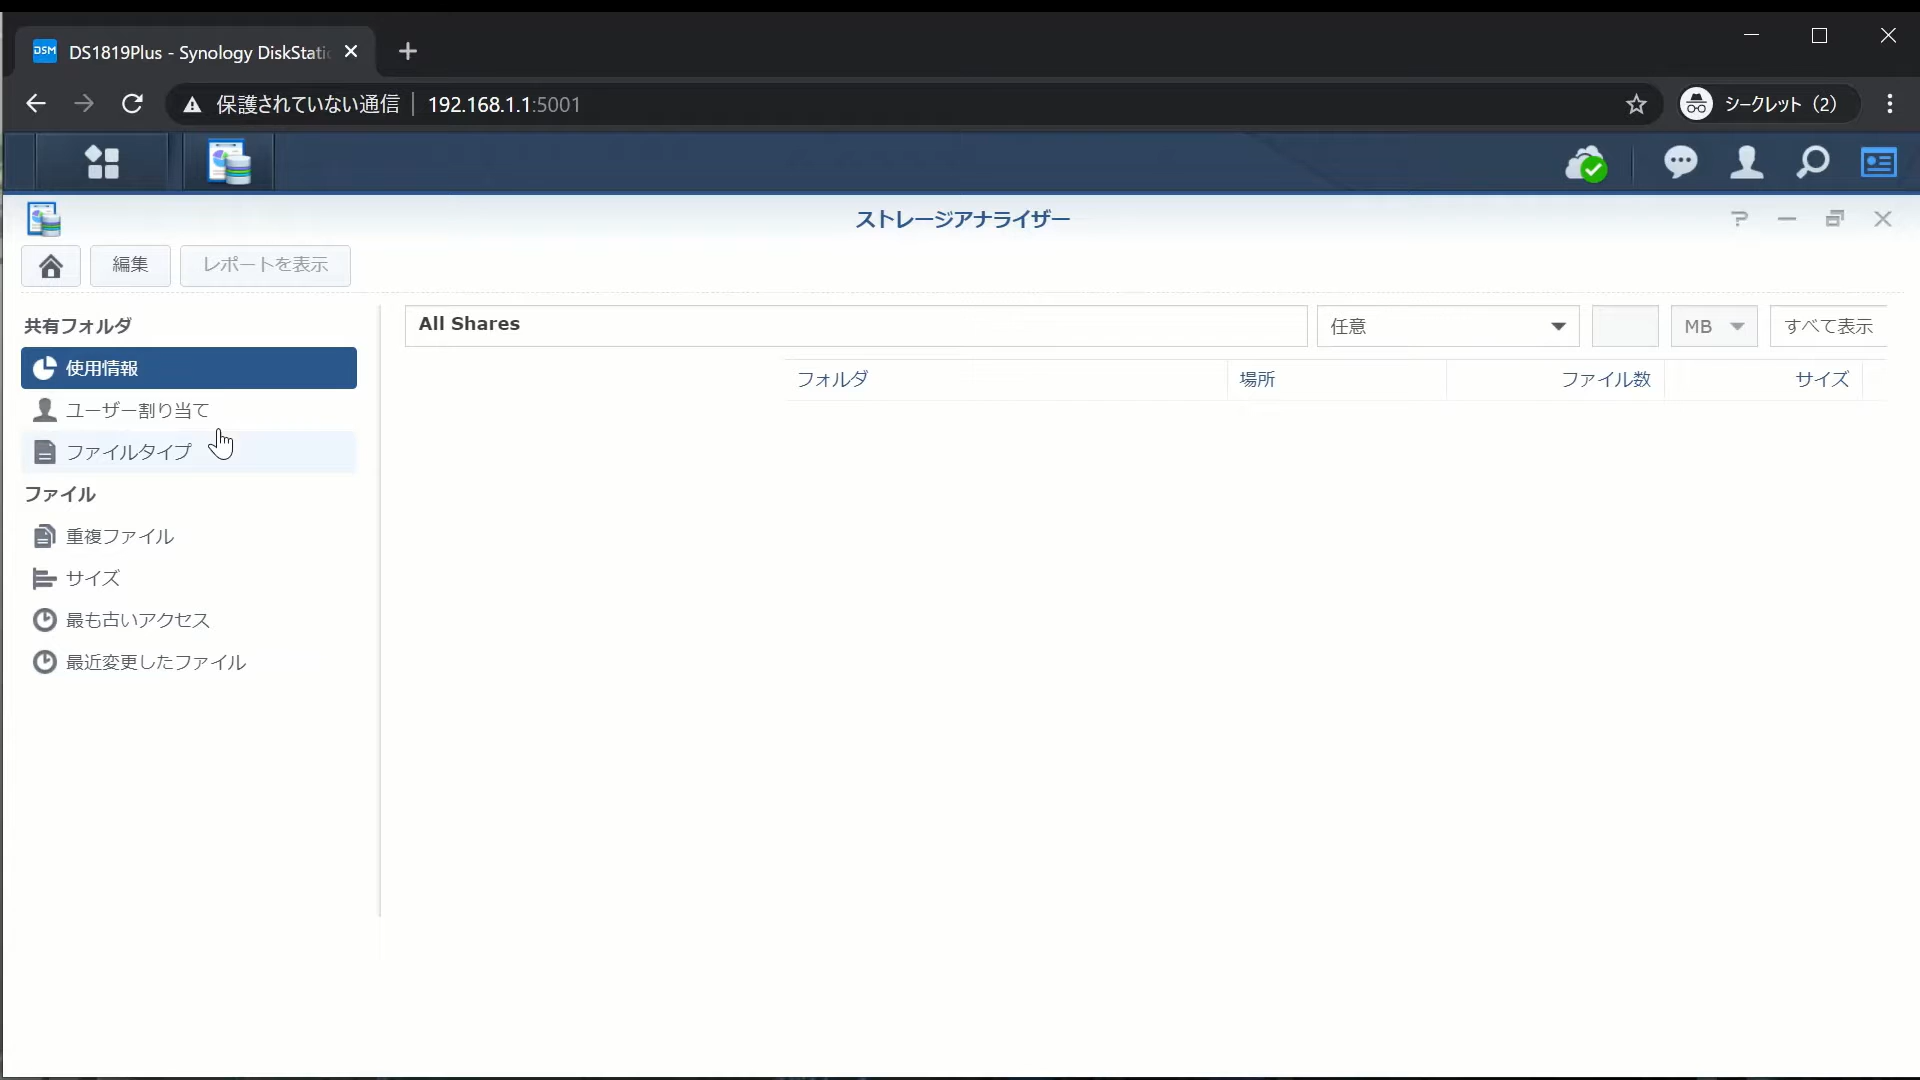 DSM DS1819Plus - Synology DiskStati
保護されていない通信 192.168.1.1:5001 シークレット (2)
ストレージアナライザー
編集 レポートを表示
共有フォルダ
使用情報
ユーザー割り当て
ファイルタイプ
ファイル
重複ファイル
サイズ
最も古いアクセス
最近変更したファイル
All Shares 任意 MB すべて表示
フォルダ 場所 ファイル数 サイズ